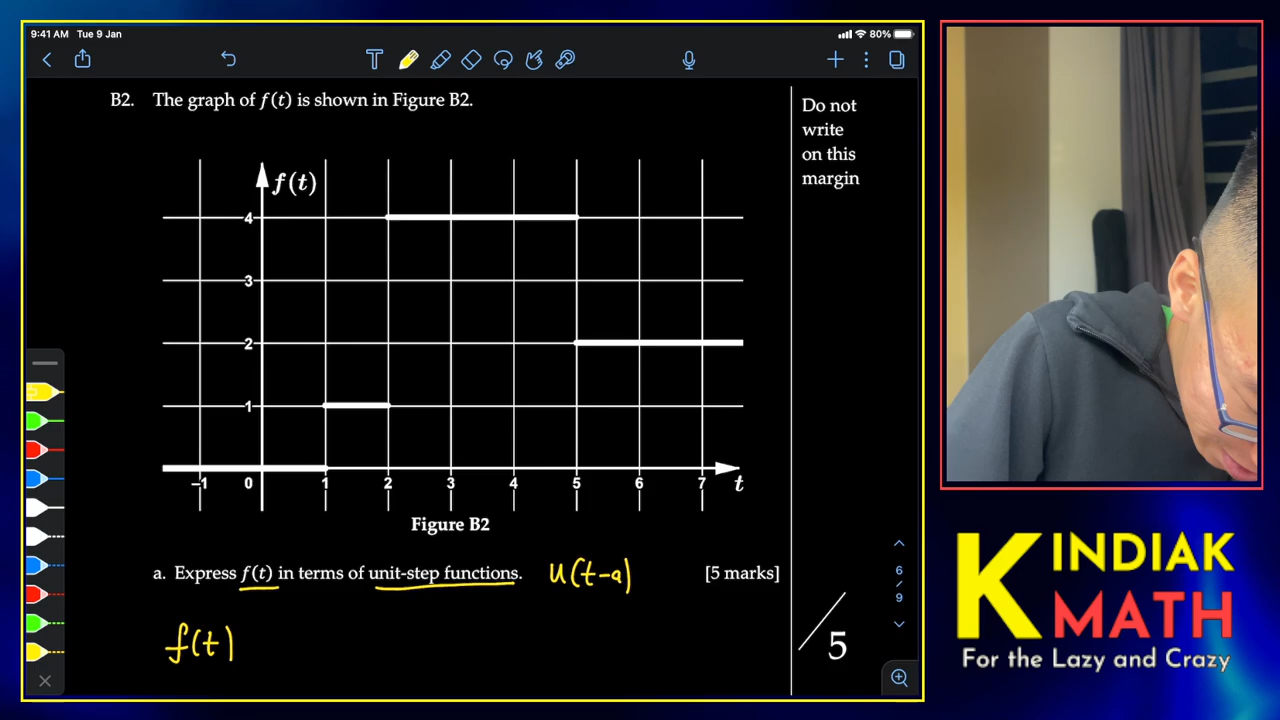 9:41 AM Tue 9 Jan
80%
B2. The graph of f(t) is shown in Figure B2.
Do not
write
on this
margin
f(t)
4
3
2
1
−1 0 1 2 3 4 5 6 7 t
Figure B2
a. Express f(t) in terms of unit-step functions. u(t-a) [5 marks]
f(t)
/5
6
/
9
KINDIAK
MATH
For the Lazy and Crazy